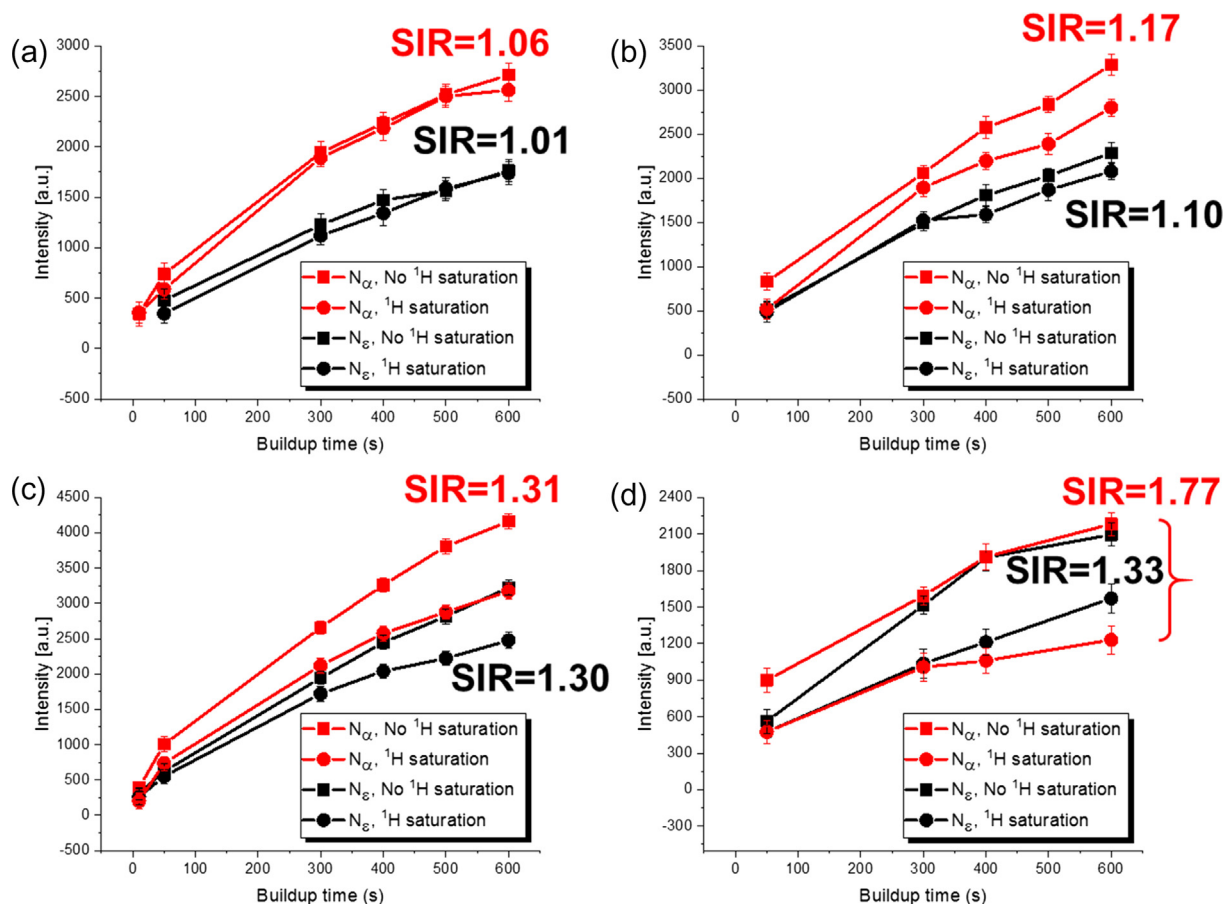 (a)
SIR=1.06
3000
2500
2000
1500
1000
500
0
-500
Intensity [a.u.]
SIR=1.01
Nα, No ¹H saturation
Nα, ¹H saturation
Nε, No ¹H saturation
Nε, ¹H saturation
0 100 200 300 400 500 600
Buildup time (s)
(b)
SIR=1.17
3500
3000
2500
2000
1500
1000
500
0
-500
Intensity [a.u.]
SIR=1.10
Nα, No ¹H saturation
Nα, ¹H saturation
Nε, No ¹H saturation
Nε, ¹H saturation
0 100 200 300 400 500 600
Buildup time (s)
(c)
SIR=1.31
4500
4000
3500
3000
2500
2000
1500
1000
500
0
-500
Intensity [a.u.]
SIR=1.30
Nα, No ¹H saturation
Nα, ¹H saturation
Nε, No ¹H saturation
Nε, ¹H saturation
0 100 200 300 400 500 600
Buildup time (s)
(d)
SIR=1.77
2400
2100
1800
1500
1200
900
600
300
0
-300
Intensity [a.u.]
SIR=1.33
Nα, No ¹H saturation
Nα, ¹H saturation
Nε, No ¹H saturation
Nε, ¹H saturation
0 100 200 300 400 500 600
Buildup time (s)